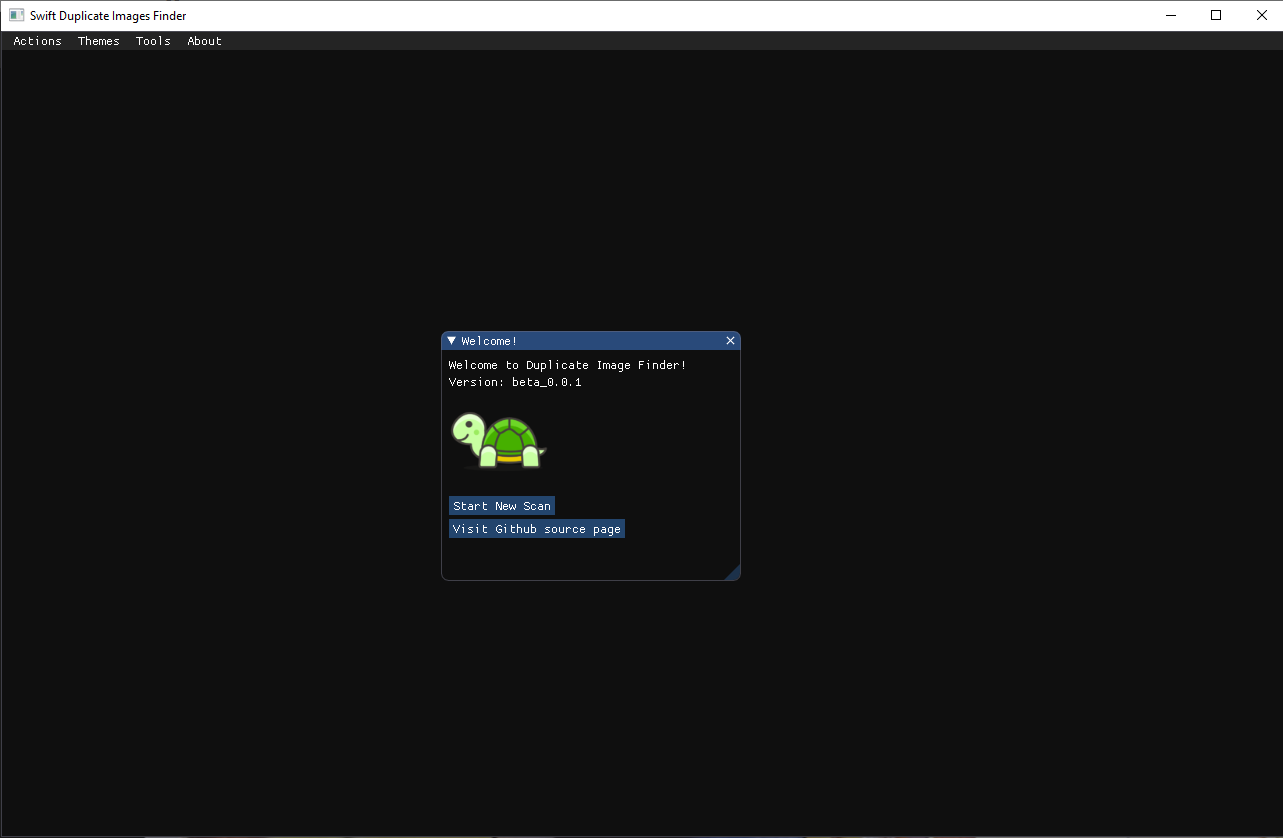 Swift Duplicate Images Finder
Actions Themes Tools About
Welcome!
Welcome to Duplicate Image Finder!
Version: beta_0.0.1
Start New Scan
Visit Github source page